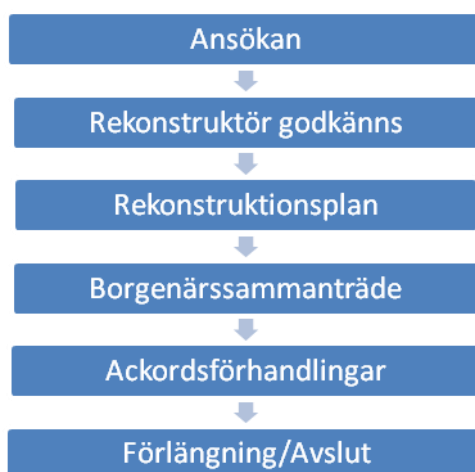 Ansökan
Rekonstruktör godkänns
Rekonstruktionsplan
Borgenärssammanträde
Ackordsförhandlingar
Förlängning/Avslut